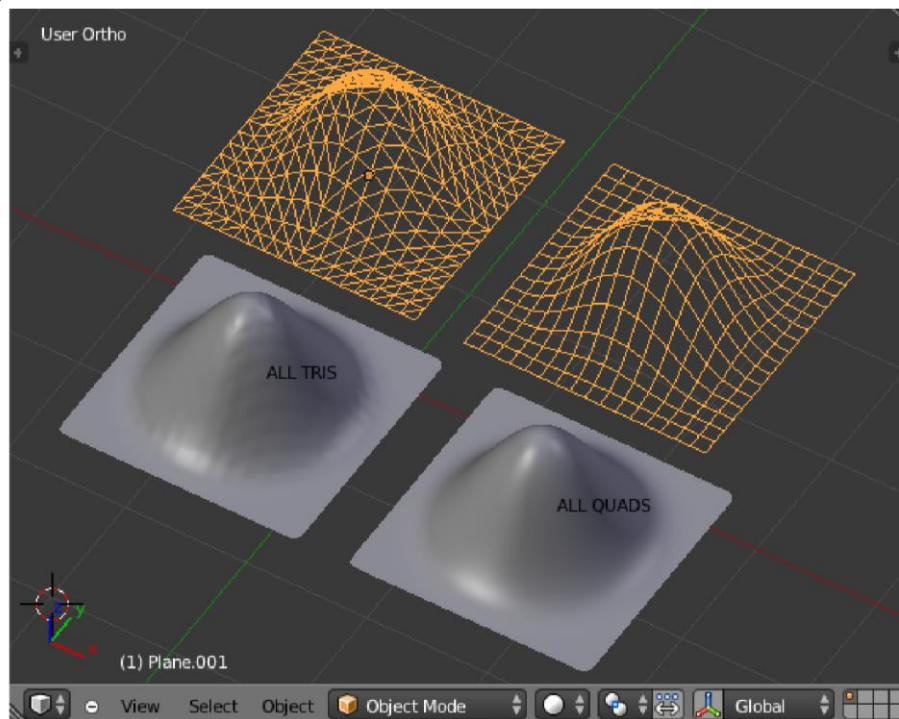 User Ortho
ALL TRIS
ALL QUADS
z
y
x
(1) Plane.001
View Select Object Object Mode Global